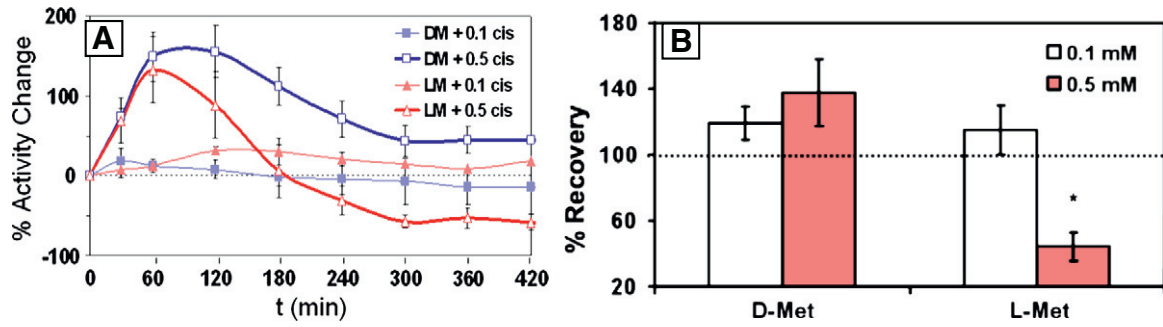 A
% Activity Change
200
100
0
-100
DM + 0.1 cis
DM + 0.5 cis
LM + 0.1 cis
LM + 0.5 cis
0 60 120 180 240 300 360 420
t (min)
B
% Recovery
180
140
100
60
20
0.1 mM
0.5 mM
*
D-Met L-Met